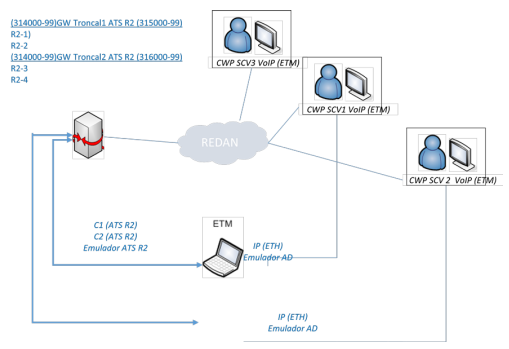 (314000-99)GW Troncal1 ATS R2 (315000-99)
R2-1)
R2-2
(314000-99)GW Troncal2 ATS R2 (316000-99)
R2-3
R2-4
CWP SCV3 VoIP (ETM)
CWP SCV1 VoIP (ETM)
REDAN
CWP SCV 2 VoIP (ETM)
C1 (ATS R2)
C2 (ATS R2)
Emulador ATS R2
ETM
IP (ETH)
Emulador AD
IP (ETH)
Emulador AD